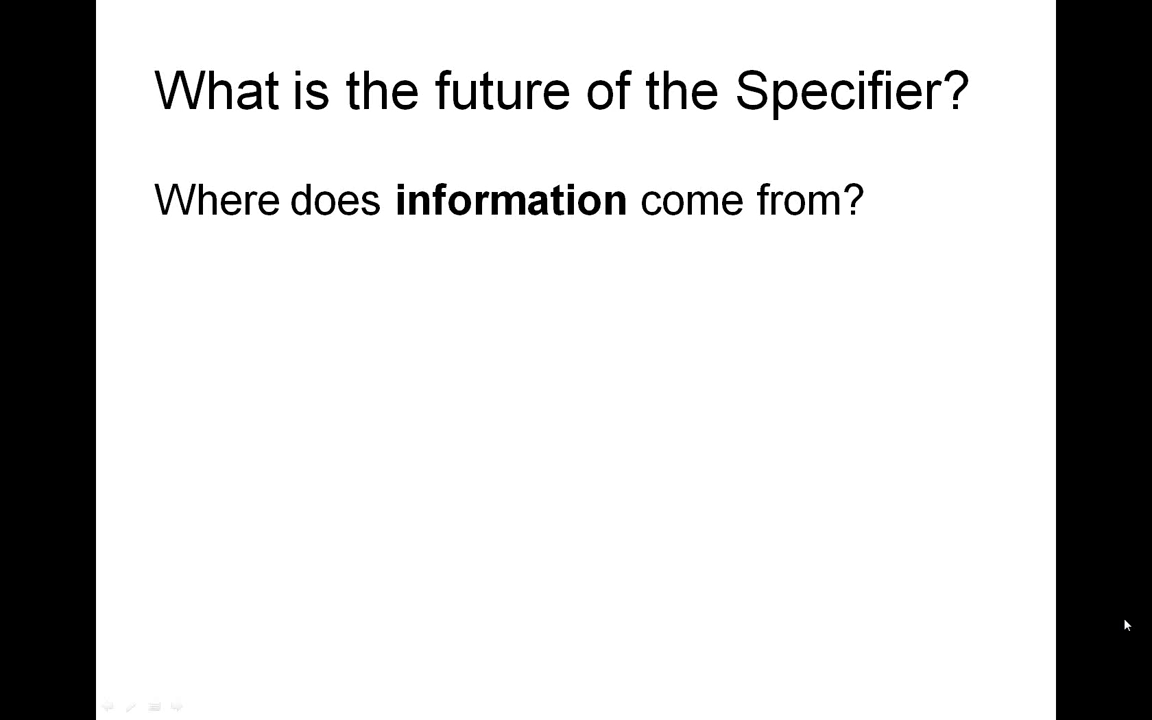 What is the future of the Specifier?
Where does information come from?